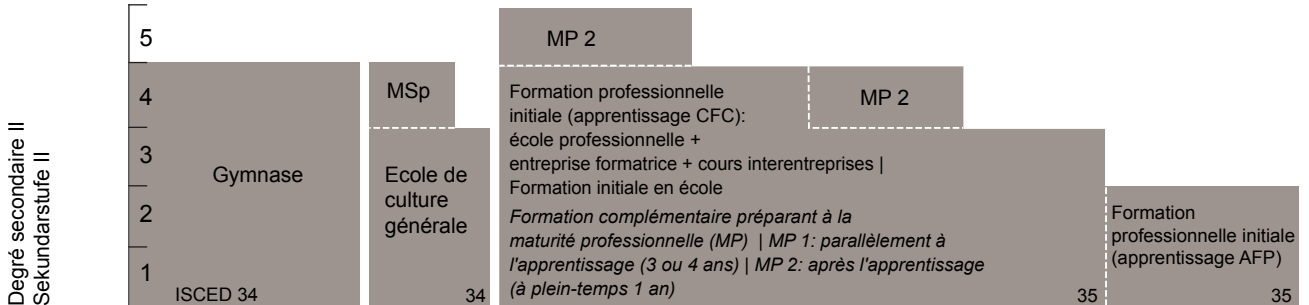 Degré secondaire II
Sekundarstufe II
5
4
3
2
1
Gymnase
ISCED 34
MSp
Ecole de
culture
générale
34
MP 2
Formation professionnelle
initiale (apprentissage CFC):
école professionnelle +
entreprise formatrice + cours interentreprises |
Formation initiale en école
Formation complémentaire préparant à la
maturité professionnelle (MP) | MP 1: parallèlement à
l'apprentissage (3 ou 4 ans) | MP 2: après l'apprentissage
(à plein-temps 1 an)
MP 2
35
Formation
professionnelle initiale
(apprentissage AFP)
35